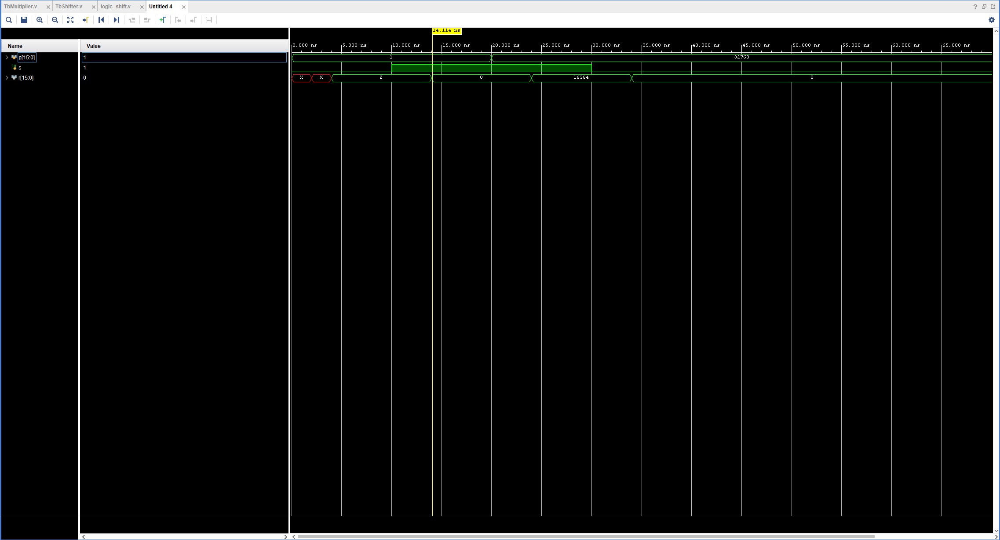 TbMultiplier.v TbShifter.v logic_shift.v Untitled 4
14.114 ns
Name Value
0.000 ns 5.000 ns 10.000 ns 15.000 ns 20.000 ns 25.000 ns 30.000 ns 35.000 ns 40.000 ns 45.000 ns 50.000 ns 55.000 ns 60.000 ns 65.000 ns
p[15:0] 1 1 32768
s 1
r[15:0] 0 X X 2 0 16384 0